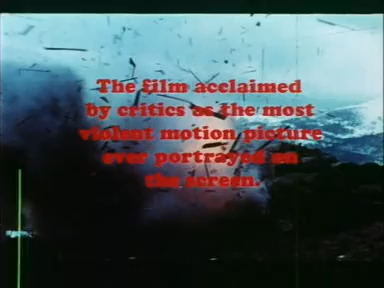 The film acclaimed
by critics as the most
violent motion picture
ever portrayed on
the screen.